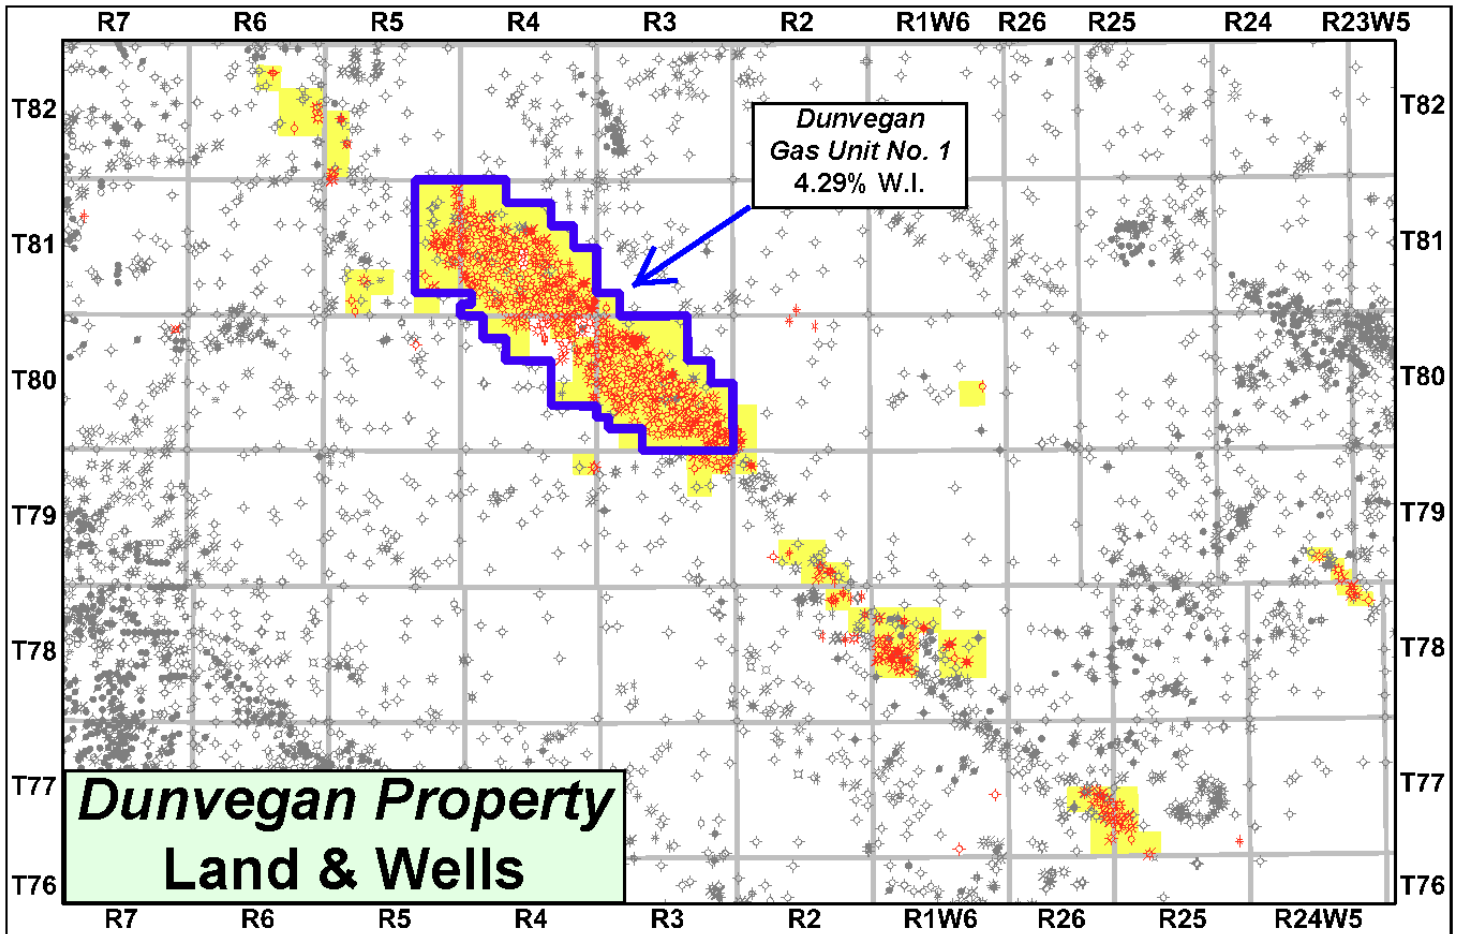 R7 R6 R5 R4 R3 R2 R1W6 R26 R25 R24 R23W5
T82 T82
Dunvegan
Gas Unit No. 1
4.29% W.I.
T81 T81
T80 T80
T79 T79
T78 T78
T77 T77
Dunvegan Property
Land & Wells
T76 T76
R7 R6 R5 R4 R3 R2 R1W6 R26 R25 R24W5